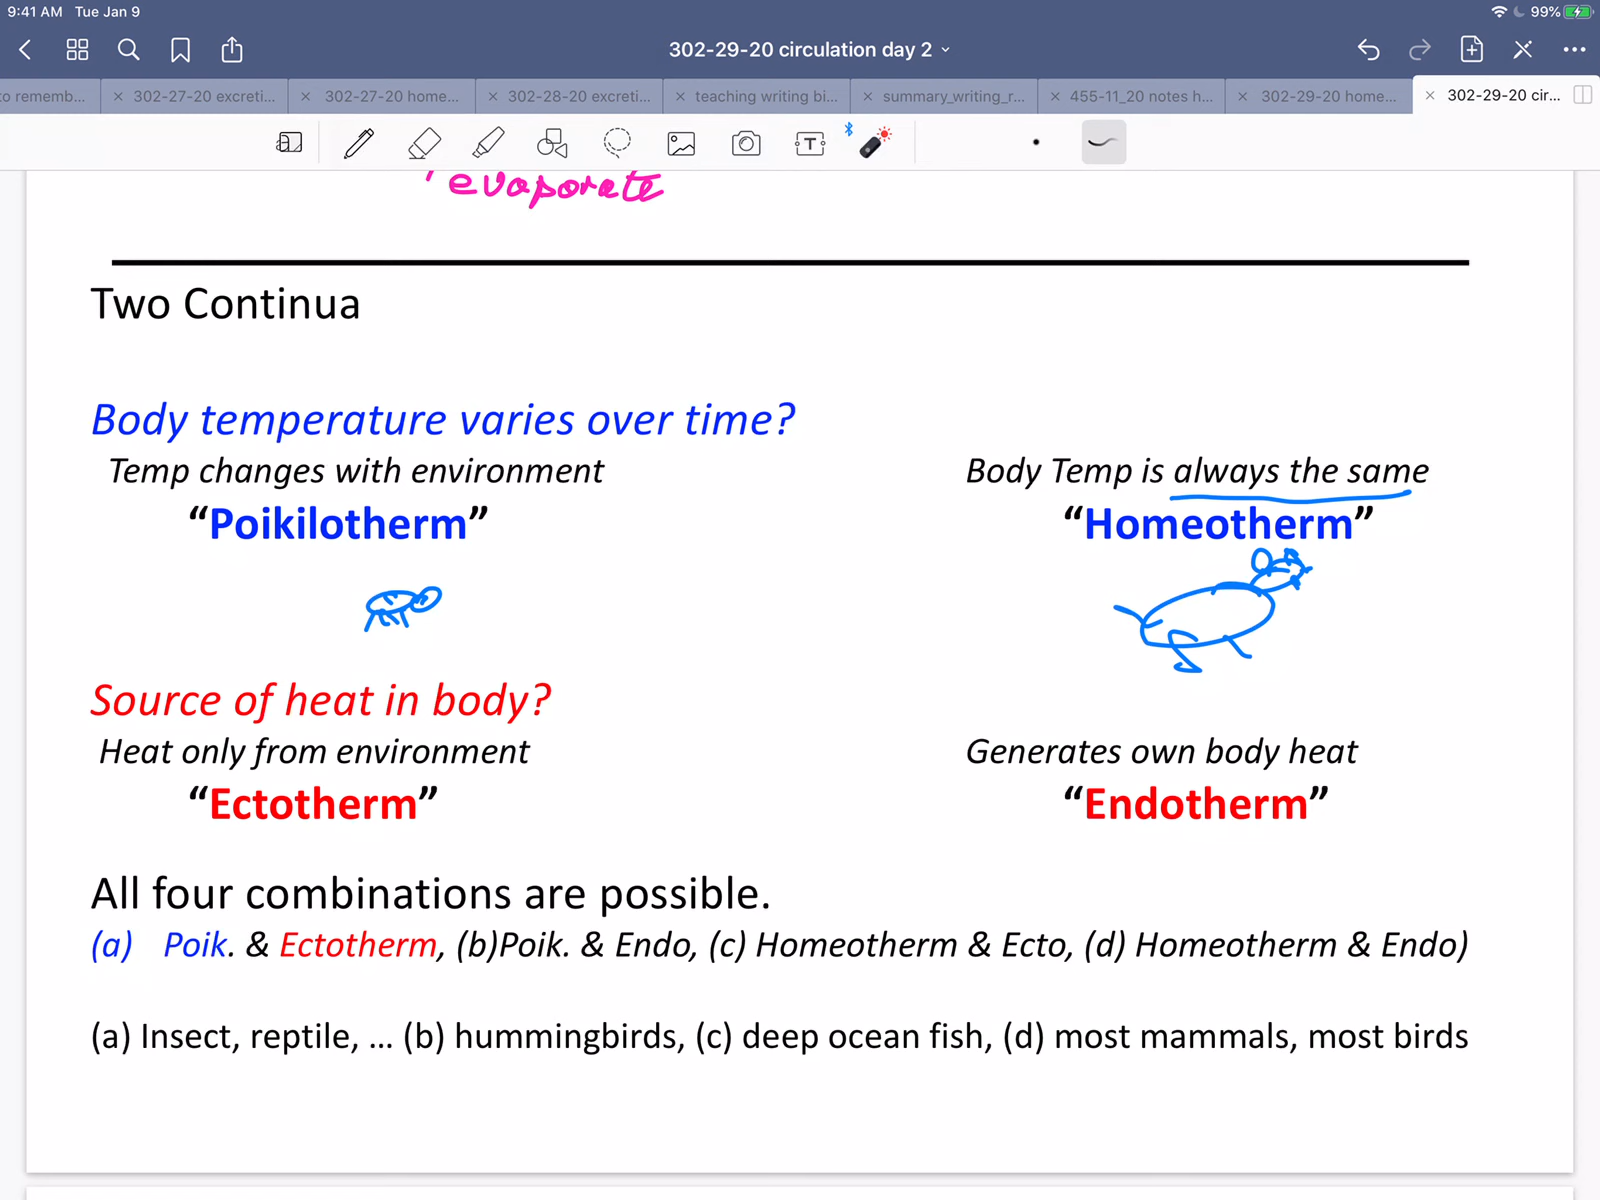 9:41 AM Tue Jan 9
99%
302-29-20 circulation day 2
to rememb...
302-27-20 excreti...
302-27-20 home...
302-28-20 excreti...
teaching writing bi...
summary_writing_r...
455-11_20 notes h...
302-29-20 home...
302-29-20 cir...
T
evaporate
Two Continua
Body temperature varies over time?
Temp changes with environment
Body Temp is always the same
“Poikilotherm”
“Homeotherm”
Source of heat in body?
Heat only from environment
Generates own body heat
“Ectotherm”
“Endotherm”
All four combinations are possible.
(a) Poik. & Ectotherm, (b)Poik. & Endo, (c) Homeotherm & Ecto, (d) Homeotherm & Endo)
(a) Insect, reptile, ... (b) hummingbirds, (c) deep ocean fish, (d) most mammals, most birds